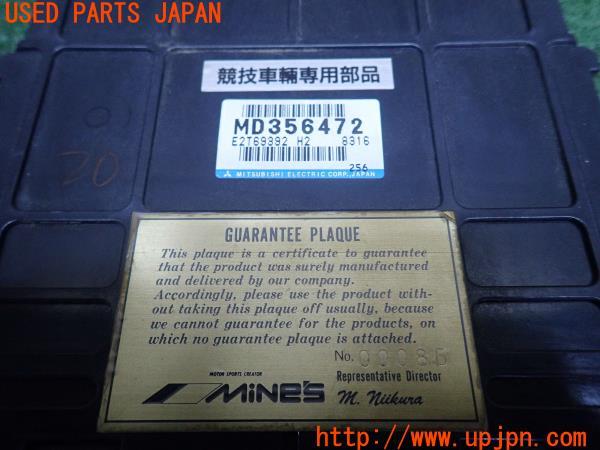 USED PARTS JAPAN
競技車輛専用部品
MD356472
E2T69392 H2 8316
256
MITSUBISHI ELECTRIC CORP., JAPAN
30
GUARANTEE PLAQUE
This plaque is a certificate to guarantee
that the product was surely manufactured
and delivered by our company.
Accordingly, please use the product with-
out taking this plaque off usually, because
we cannot guarantee for the products, on
which no guarantee plaque is attached.
No.
MOTOR SPORTS CREATOR
MINE'S
Representative Director
M. Niikura
http://www.upjpn.com/